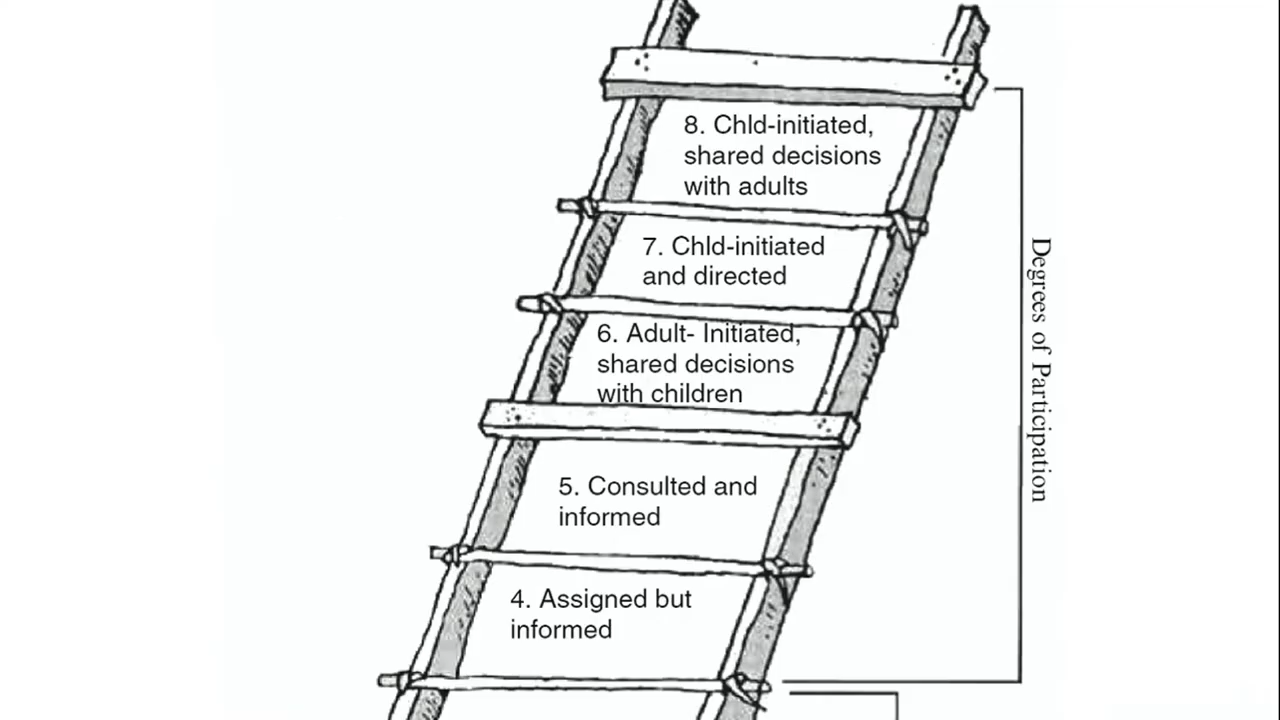 8. Chld-initiated,
shared decisions
with adults
7. Chld-initiated
and directed
6. Adult- Initiated,
shared decisions
with children
5. Consulted and
informed
4. Assigned but
informed
Degrees of Participation